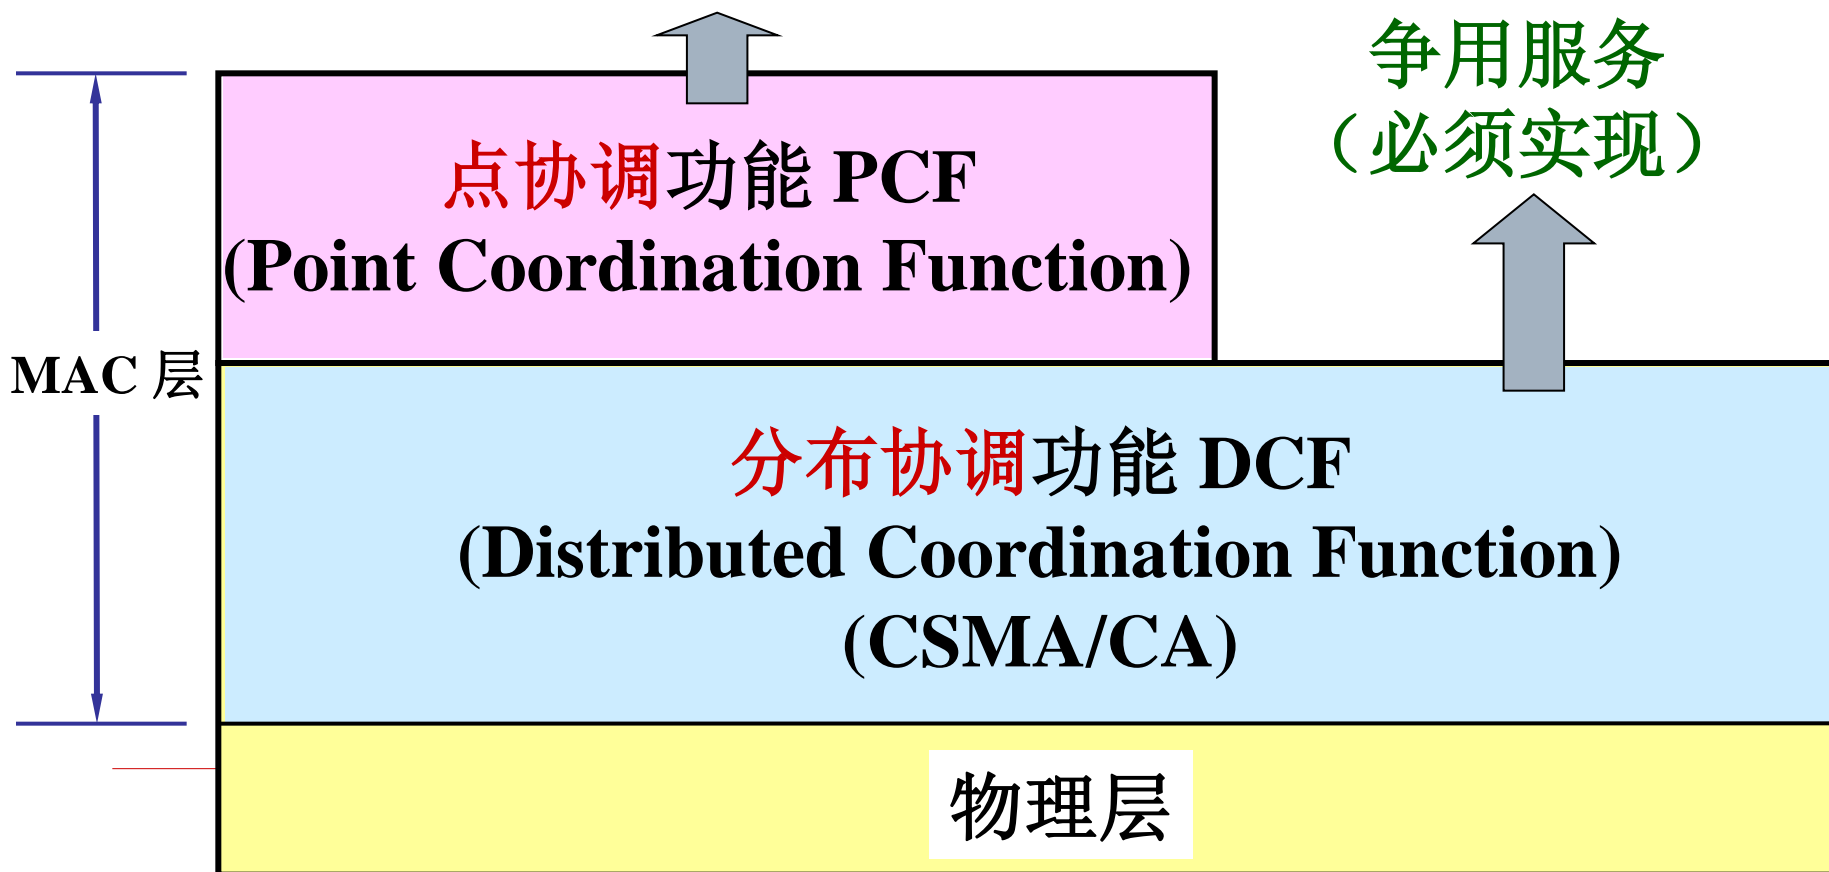 争用服务
（必须实现）
点协调功能 PCF
(Point Coordination Function)
MAC 层
分布协调功能 DCF
(Distributed Coordination Function)
(CSMA/CA)
物理层